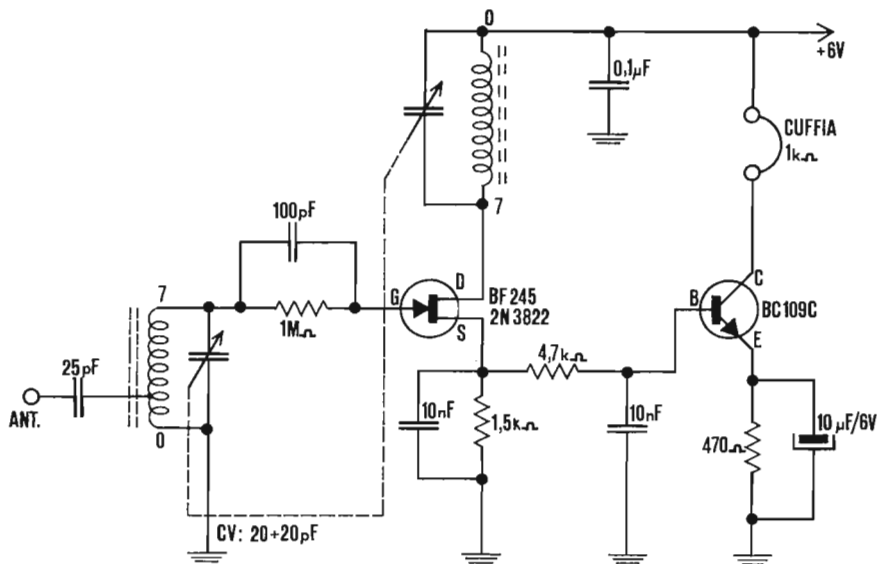 0
+6V
0,1µF
CUFFIA
1kΩ
7
100pF
7
G
D
S
BF245
2N3822
1MΩ
B
C
E
BC109C
25pF
ANT.
0
4,7kΩ
10nF
1,5kΩ
10nF
470Ω
10µF/6V
CV: 20+20pF